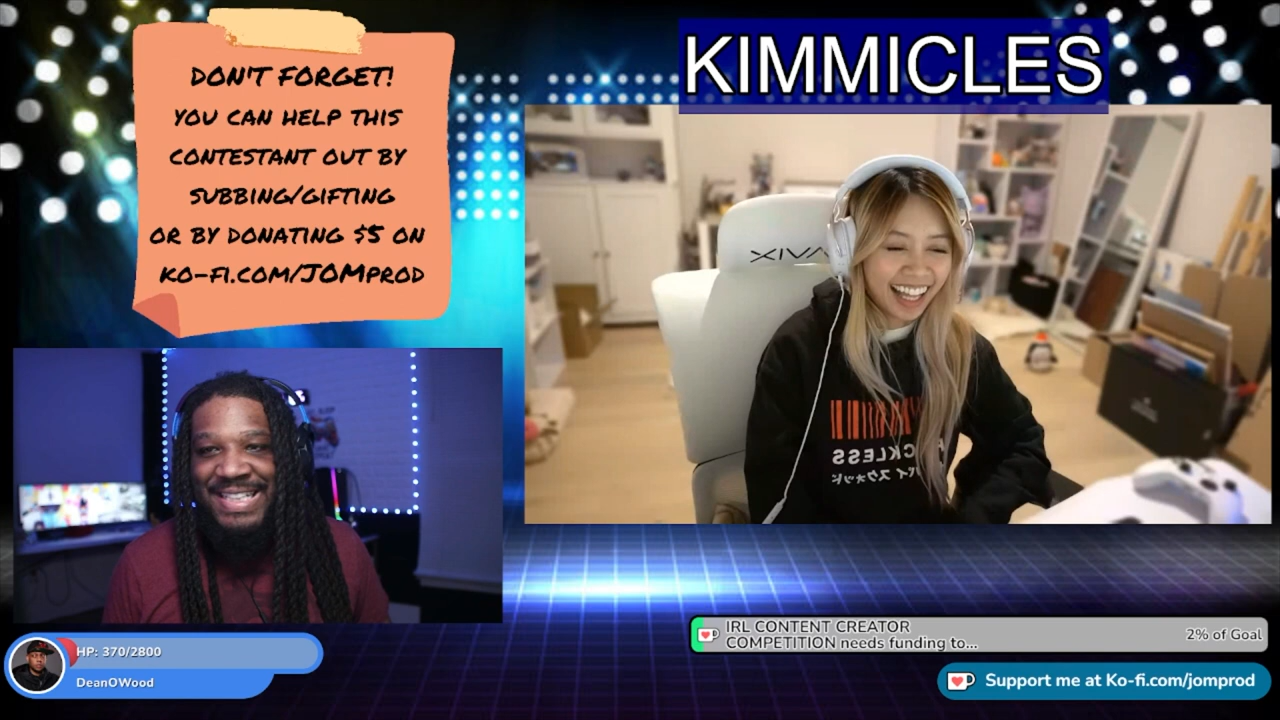 DON'T FORGET!
YOU CAN HELP THIS
CONTESTANT OUT BY
SUBBING/GIFTING
OR BY DONATING $5 ON
KO-FI.COM/JOMPROD
KIMMICLES
HP: 370/2800
DeanOWood
IRL CONTENT CREATOR
COMPETITION needs funding to...
2% of Goal
Support me at Ko-fi.com/jomprod